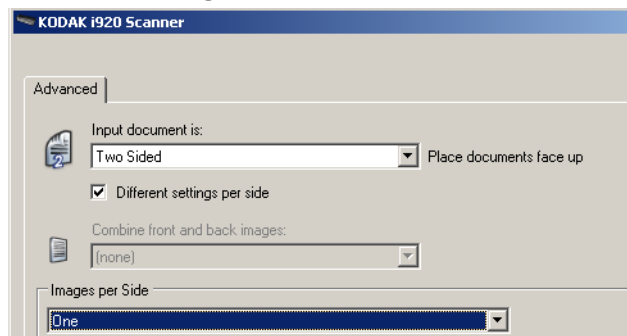 KODAK i920 Scanner
Advanced
Input document is:
2
Two Sided Place documents face up
Different settings per side
Combine front and back images:
(none)
Images per Side
One